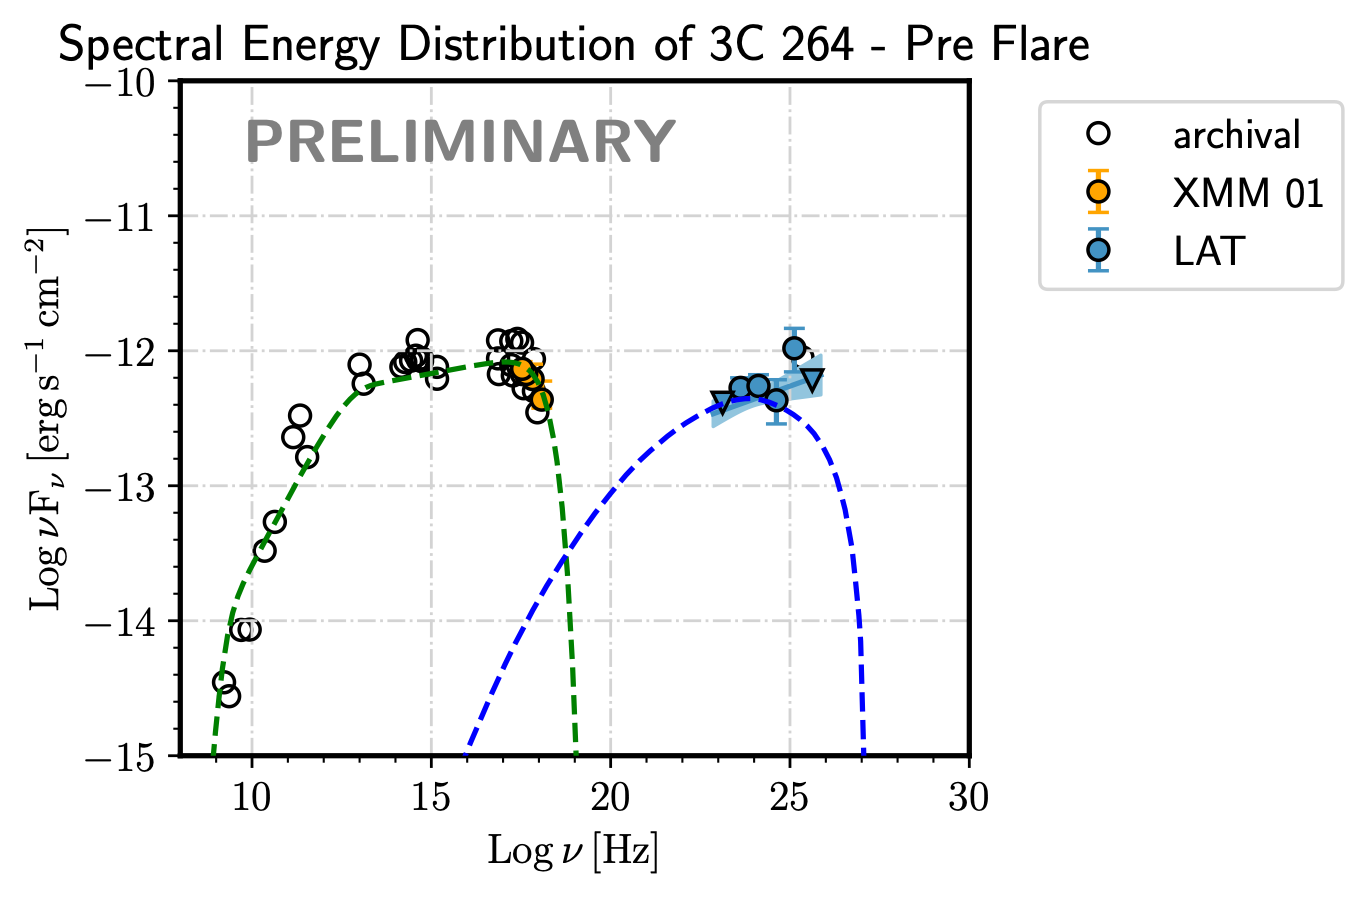 Spectral Energy Distribution of 3C 264 - Pre Flare
−10
PRELIMINARY
−11
−12
−13
−14
−15
Log νFν [erg s−1 cm−2]
10 15 20 25 30
Log ν [Hz]
archival
XMM 01
LAT